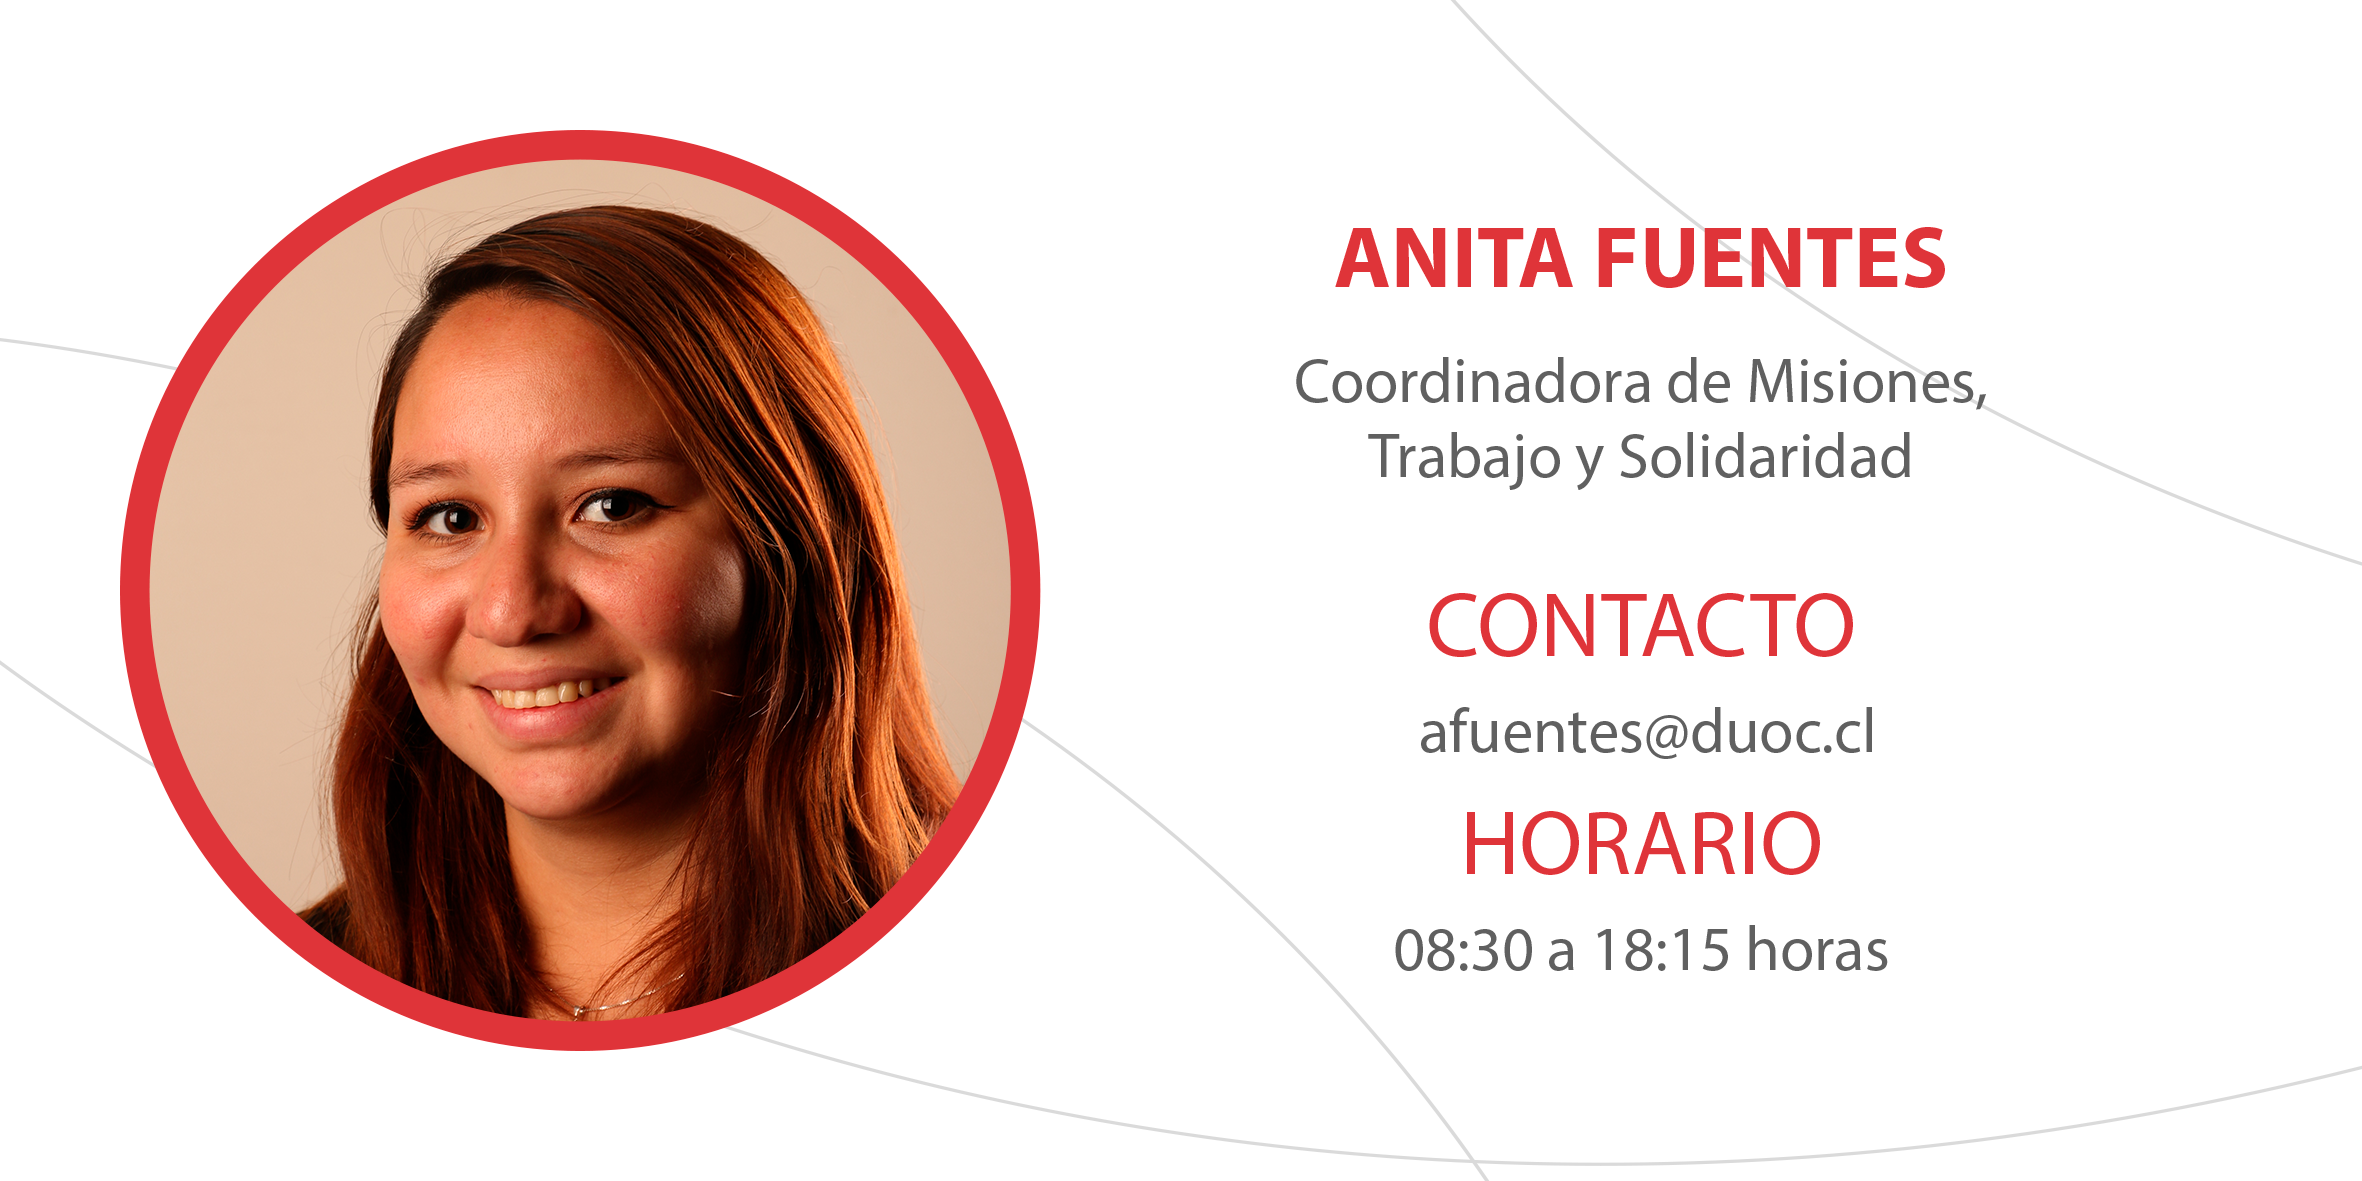 ANITA FUENTES
Coordinadora de Misiones,
Trabajo y Solidaridad
CONTACTO
afuentes@duoc.cl
HORARIO
08:30 a 18:15 horas